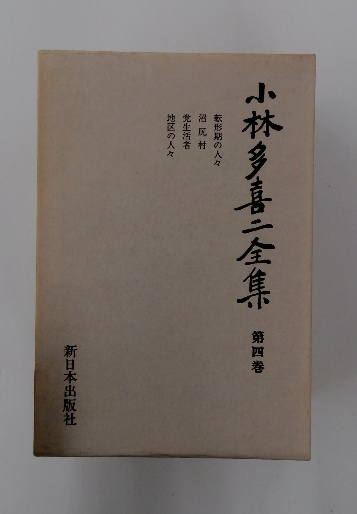 小林多喜二全集
第四巻
転形期の人々
沼尻村
党生活者
地区の人々
新日本出版社